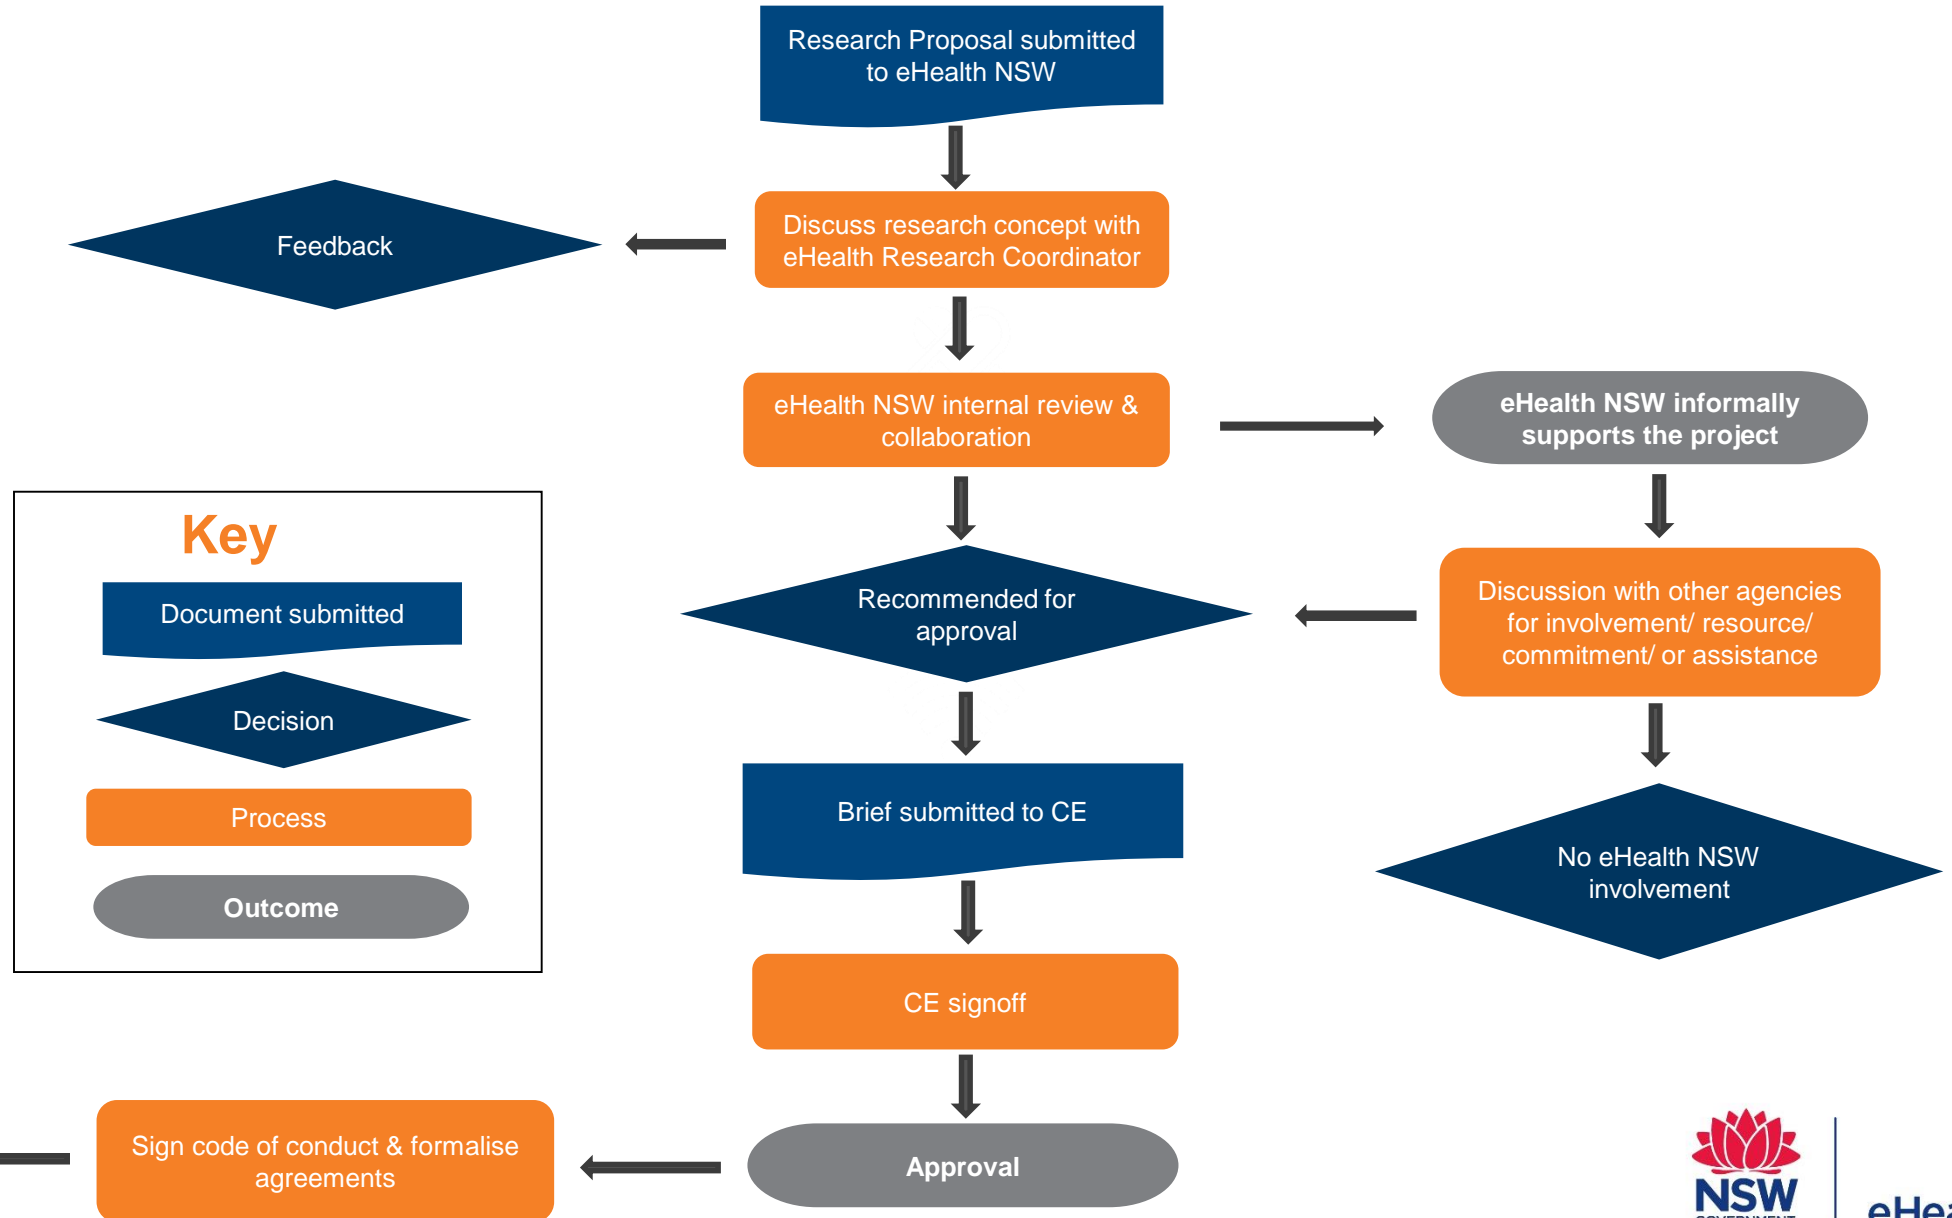 Research Proposal submitted
to eHealth NSW
Feedback
Discuss research concept with
eHealth Research Coordinator
eHealth NSW internal review &
collaboration
eHealth NSW informally
supports the project
Key
Document submitted
Decision
Process
Outcome
Recommended for
approval
Discussion with other agencies
for involvement/ resource/
commitment/ or assistance
Brief submitted to CE
No eHealth NSW
involvement
CE signoff
Sign code of conduct & formalise
agreements
Approval
NSW